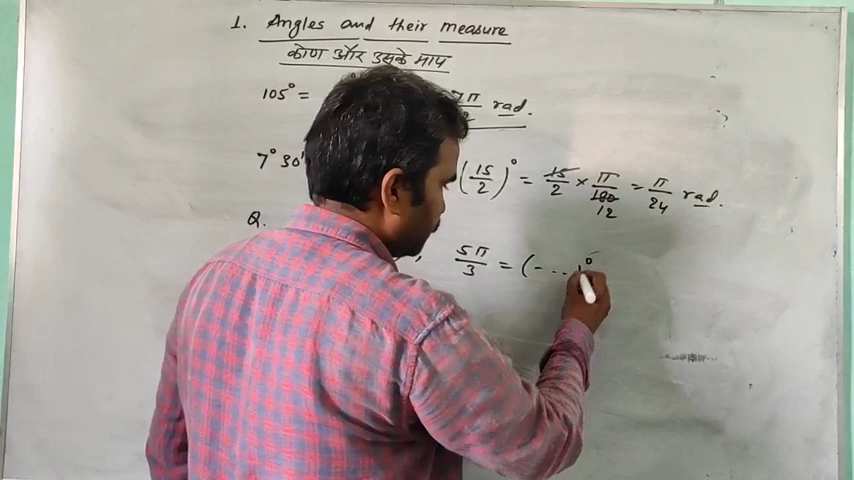 1. Angles and their measure
कोण और उसके माप
105° = 7π rad.
7° 30' (15/2)° = 15/2 × π/180 12 = π/24 rad.
Q. , 5π/3 = (-...)°